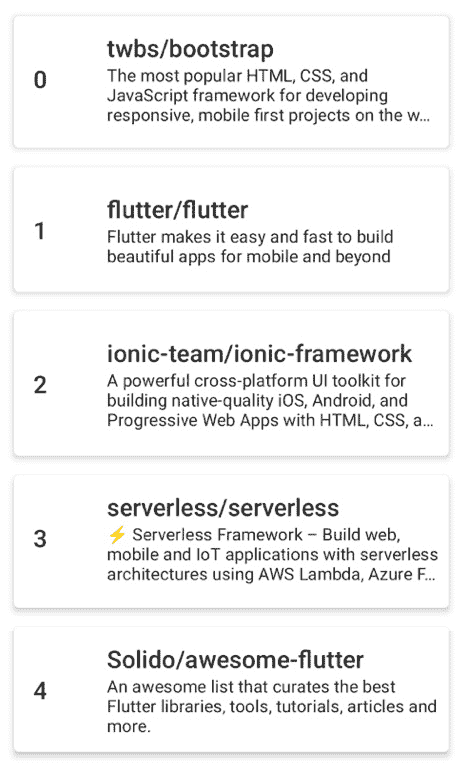 0
twbs/bootstrap
The most popular HTML, CSS, and
JavaScript framework for developing
responsive, mobile first projects on the w...
1
flutter/flutter
Flutter makes it easy and fast to build
beautiful apps for mobile and beyond
2
ionic-team/ionic-framework
A powerful cross-platform UI toolkit for
building native-quality iOS, Android, and
Progressive Web Apps with HTML, CSS, a...
3
serverless/serverless
⚡ Serverless Framework – Build web,
mobile and IoT applications with serverless
architectures using AWS Lambda, Azure F...
4
Solido/awesome-flutter
An awesome list that curates the best
Flutter libraries, tools, tutorials, articles and
more.